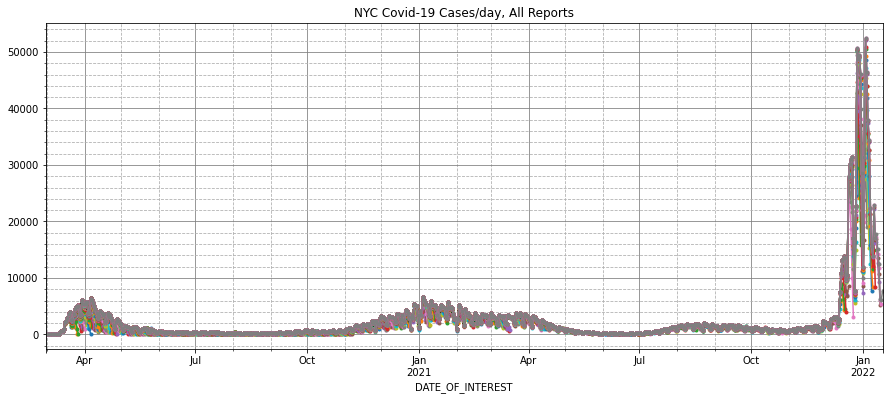 NYC Covid-19 Cases/day, All Reports
50000
40000
30000
20000
10000
0
Apr Jul Oct Jan Apr Jul Oct Jan
2021 2022
DATE_OF_INTEREST